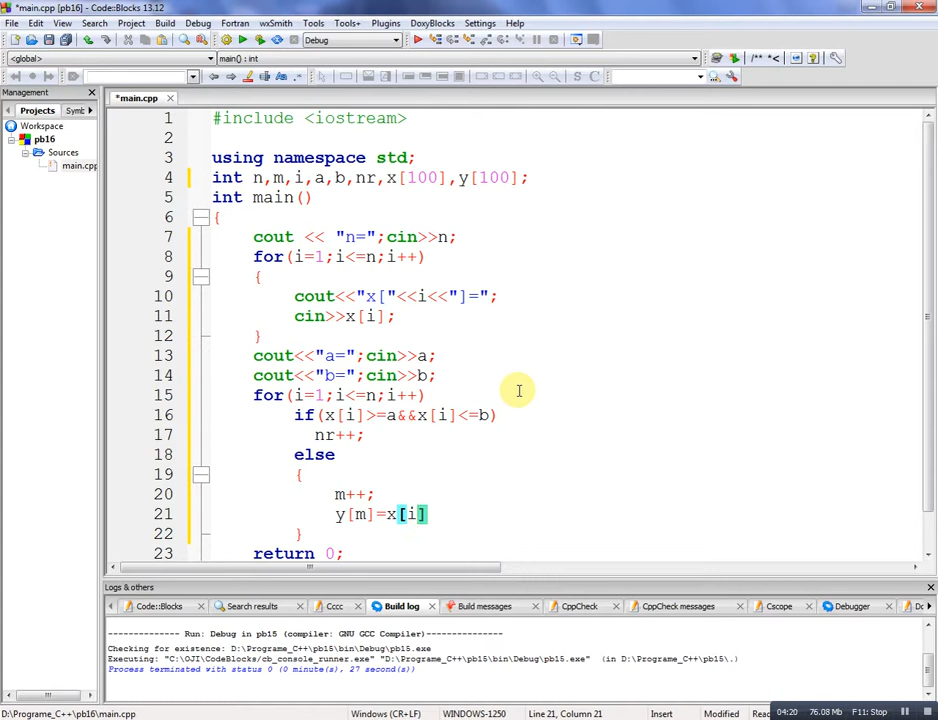 *main.cpp [pb16] - Code::Blocks 13.12
File Edit View Search Project Build Debug Fortran wxSmith Tools Tools+ Plugins DoxyBlocks Settings Help
Debug
<global> main() : int
/** *<
S C
Management
Projects Symb
Workspace
pb16
Sources
main.cpp
*main.cpp
1 #include <iostream>
2
3 using namespace std;
4 int n,m,i,a,b,nr,x[100],y[100];
5 int main()
6 {
7 cout << "n=";cin>>n;
8 for(i=1;i<=n;i++)
9 {
10 cout<<"x["<<i<<"]=";
11 cin>>x[i];
12 }
13 cout<<"a=";cin>>a;
14 cout<<"b=";cin>>b;
15 for(i=1;i<=n;i++)
16 if(x[i]>=a&&x[i]<=b)
17 nr++;
18 else
19 {
20 m++;
21 y[m]=x[i]
22 }
23 return 0;
Logs & others
Code::Blocks Search results Cccc Build log Build messages CppCheck CppCheck messages Cscope Debugger Do
-------------- Run: Debug in pb15 (compiler: GNU GCC Compiler)---------------
Checking for existence: D:\Programe_C++\pb15\bin\Debug\pb15.exe
Executing: "C:\OJI\CodeBlocks/cb_console_runner.exe" "D:\Programe_C++\pb15\bin\Debug\pb15.exe" (in D:\Programe_C++\pb15\.)
Process terminated with status 0 (0 minute(s), 27 second(s))
D:\Programe_C++\pb16\main.cpp Windows (CR+LF) WINDOWS-1250 Line 21, Column 21 Insert Modified 04:20 76.08 Mb F11: Stop